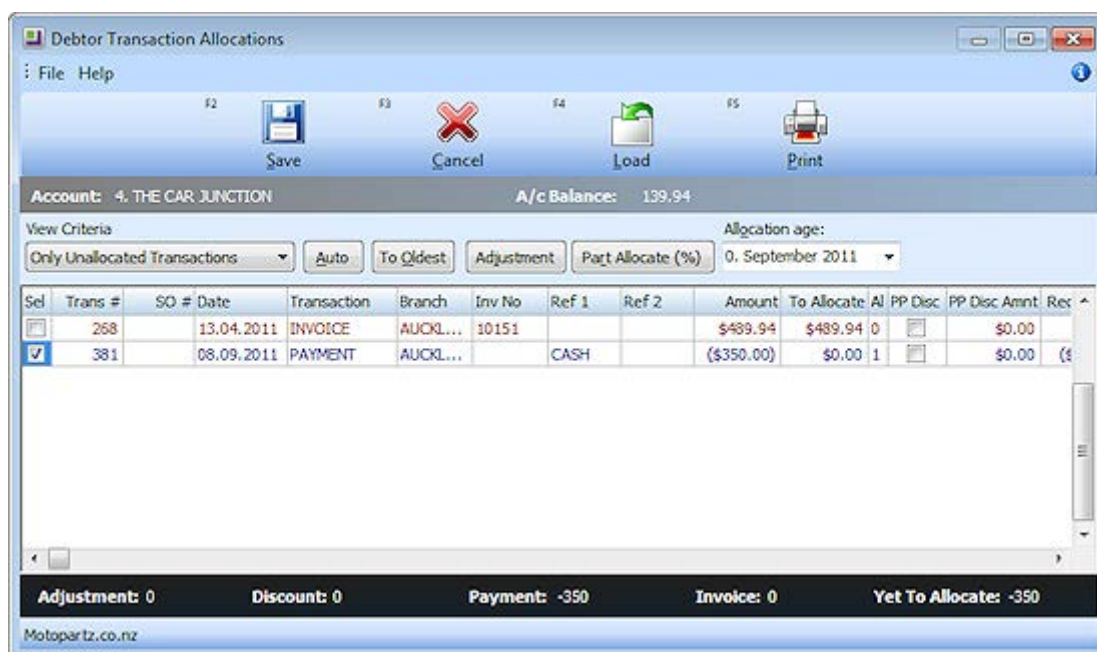 Debtor Transaction Allocations
File Help
F2 F3 F4 F5
Save Cancel Load Print
Account: 4. THE CAR JUNCTION A/c Balance: 139.94
View Criteria Allocation age:
Only Unallocated Transactions Auto To Oldest Adjustment Part Allocate (%) 0. September 2011
Sel Trans # SO # Date Transaction Branch Inv No Ref 1 Ref 2 Amount To Allocate Al PP Disc PP Disc Amnt Rec
268 13.04.2011 INVOICE AUCKL... 10151 $489.94 $489.94 0 $0.00
381 08.09.2011 PAYMENT AUCKL... CASH ($350.00) $0.00 1 $0.00 ($
Adjustment: 0 Discount: 0 Payment: -350 Invoice: 0 Yet To Allocate: -350
Motopartz.co.nz